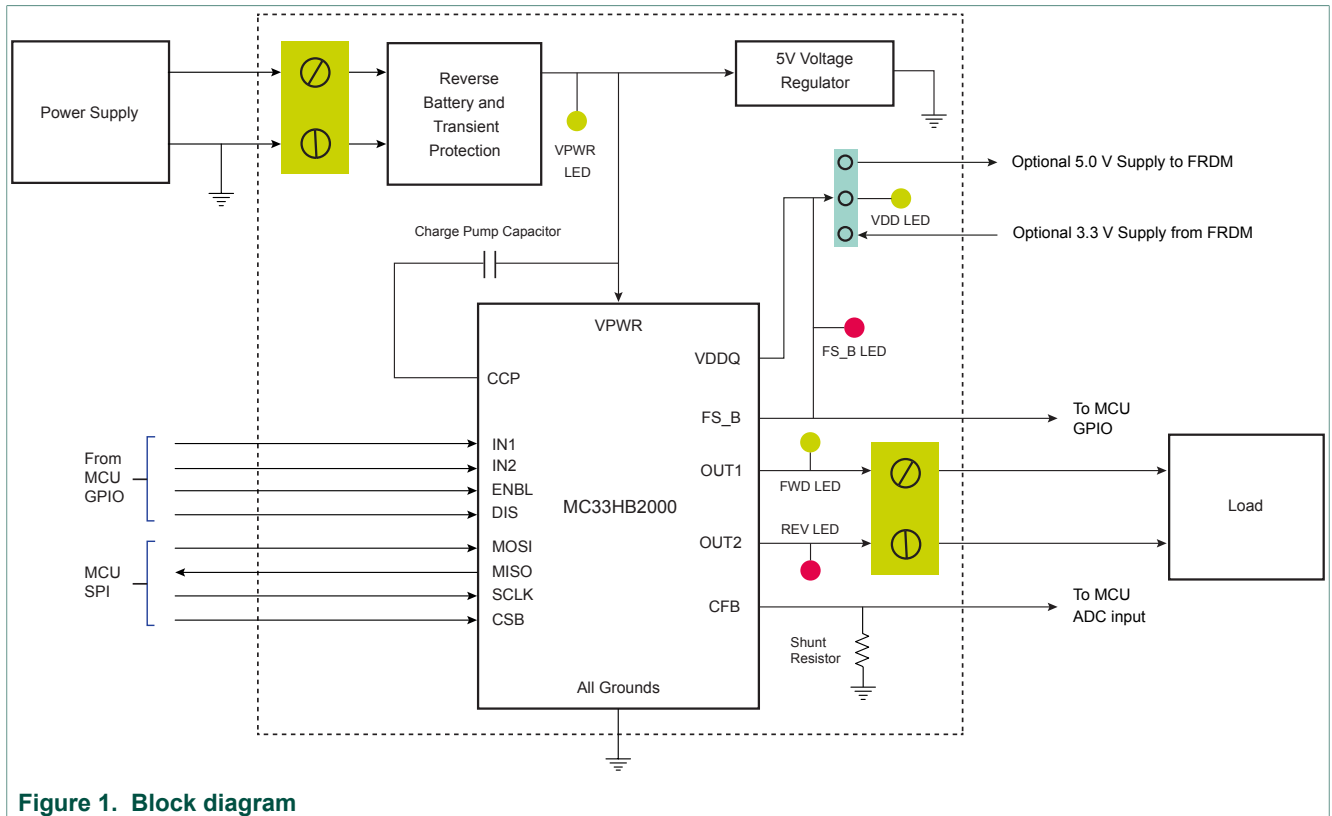 Power Supply
Reverse
Battery and
Transient
Protection
VPWR
LED
5V Voltage
Regulator
Optional 5.0 V Supply to FRDM
VDD LED
Optional 3.3 V Supply from FRDM
Charge Pump Capacitor
VPWR
VDDQ
FS_B LED
CCP
FS_B
To MCU
GPIO
From
MCU
GPIO
IN1
IN2
ENBL
DIS
MC33HB2000
OUT1
FWD LED
REV LED
OUT2
Load
MCU
SPI
MOSI
MISO
SCLK
CSB
CFB
To MCU
ADC input
Shunt
Resistor
All Grounds
Figure 1. Block diagram